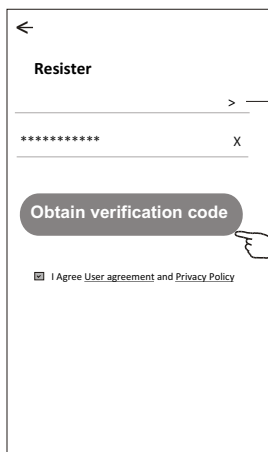 Resister
>
*********** X
Obtain verification code
I Agree User agreement and Privacy Policy